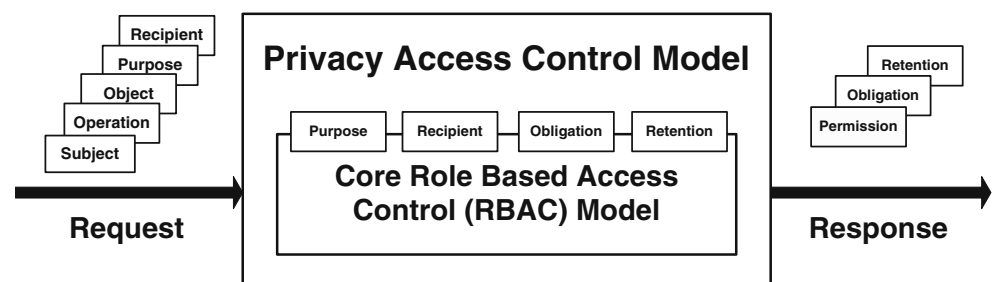 Recipient
Purpose
Object
Operation
Subject
Request
Privacy Access Control Model
Purpose
Recipient
Obligation
Retention
Core Role Based Access
Control (RBAC) Model
Retention
Obligation
Permission
Response